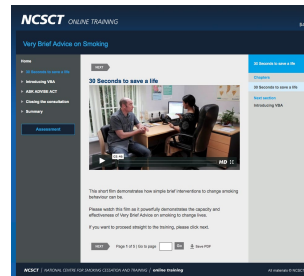 NCSCT ONLINE TRAINING
Very Brief Advice on Smoking
Home
30 Seconds to save a life
Introducing VBA
ASK ADVISE ACT
Closing the consultation
Summary
Assessment
NEXT
30 Seconds to save a life
HD
This short film demonstrates how simple brief interventions to change smoking
behaviour can be.
Please watch this film as it powerfully demonstrates the capacity and
effectiveness of Very Brief Advice on smoking to change lives.
If you want to proceed straight to the training, please click next.
NEXT Page 1 of 5 | Go to page Go Save PDF
30 Seconds to save a life
Chapters
30 Seconds to save a life
Next section
Introducing VBA
NCSCT / NATIONAL CENTRE FOR SMOKING CESSATION AND TRAINING / online training
All materials © NCSCT